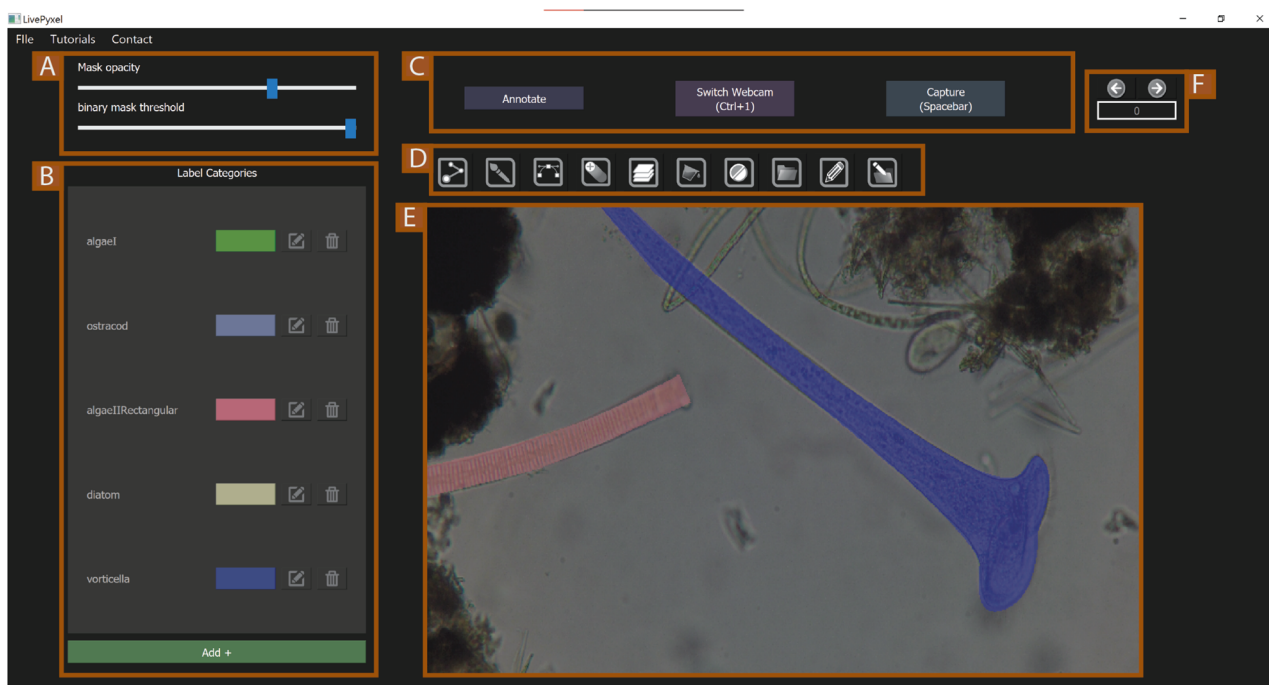 LivePyxel
FIle Tutorials Contact
A
Mask opacity
binary mask threshold
B
Label Categories
algaeI
ostracod
algaeIIRectangular
diatom
vorticella
Add +
C
Annotate
Switch Webcam
(Ctrl+1)
Capture
(Spacebar)
F
0
D
E